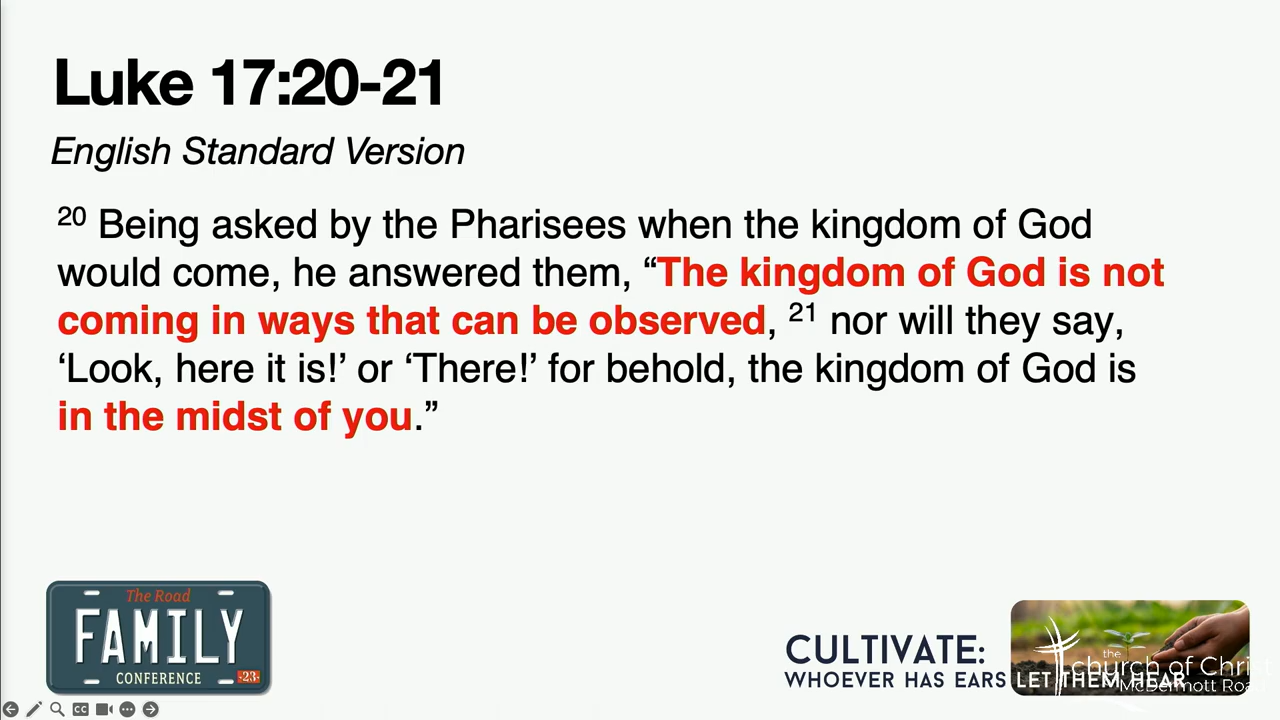 Luke 17:20-21
English Standard Version
20 Being asked by the Pharisees when the kingdom of God
would come, he answered them, “The kingdom of God is not
coming in ways that can be observed, 21 nor will they say,
‘Look, here it is!’ or ‘There!’ for behold, the kingdom of God is
in the midst of you.”
The Road
FAMILY
CONFERENCE -23-
CULTIVATE:
WHOEVER HAS EARS LET THEM HEAR
the
church of Christ
McDermott Road
CC